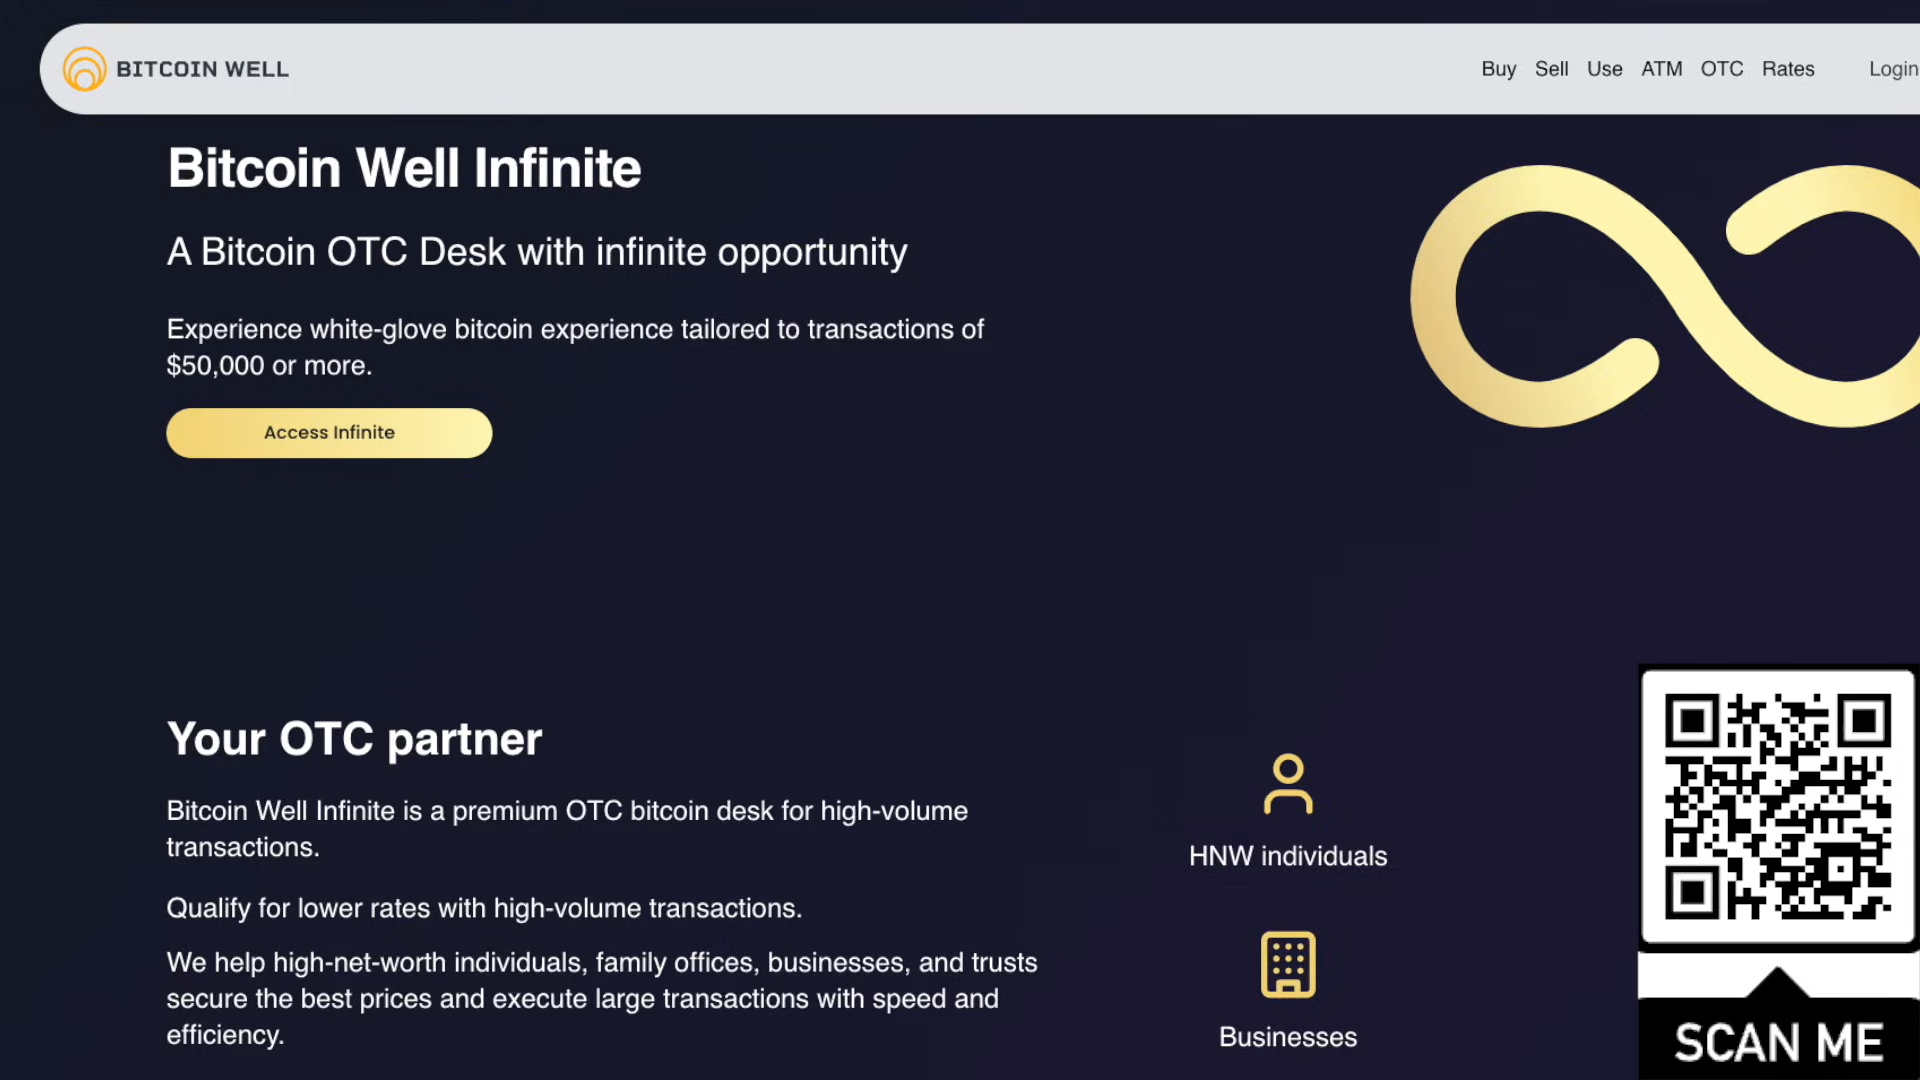 BITCOIN WELL
Buy Sell Use ATM OTC Rates Login
Bitcoin Well Infinite
A Bitcoin OTC Desk with infinite opportunity
Experience white-glove bitcoin experience tailored to transactions of
$50,000 or more.
Access Infinite
Your OTC partner
Bitcoin Well Infinite is a premium OTC bitcoin desk for high-volume
transactions.
Qualify for lower rates with high-volume transactions.
We help high-net-worth individuals, family offices, businesses, and trusts
secure the best prices and execute large transactions with speed and
efficiency.
HNW individuals
Businesses
SCAN ME